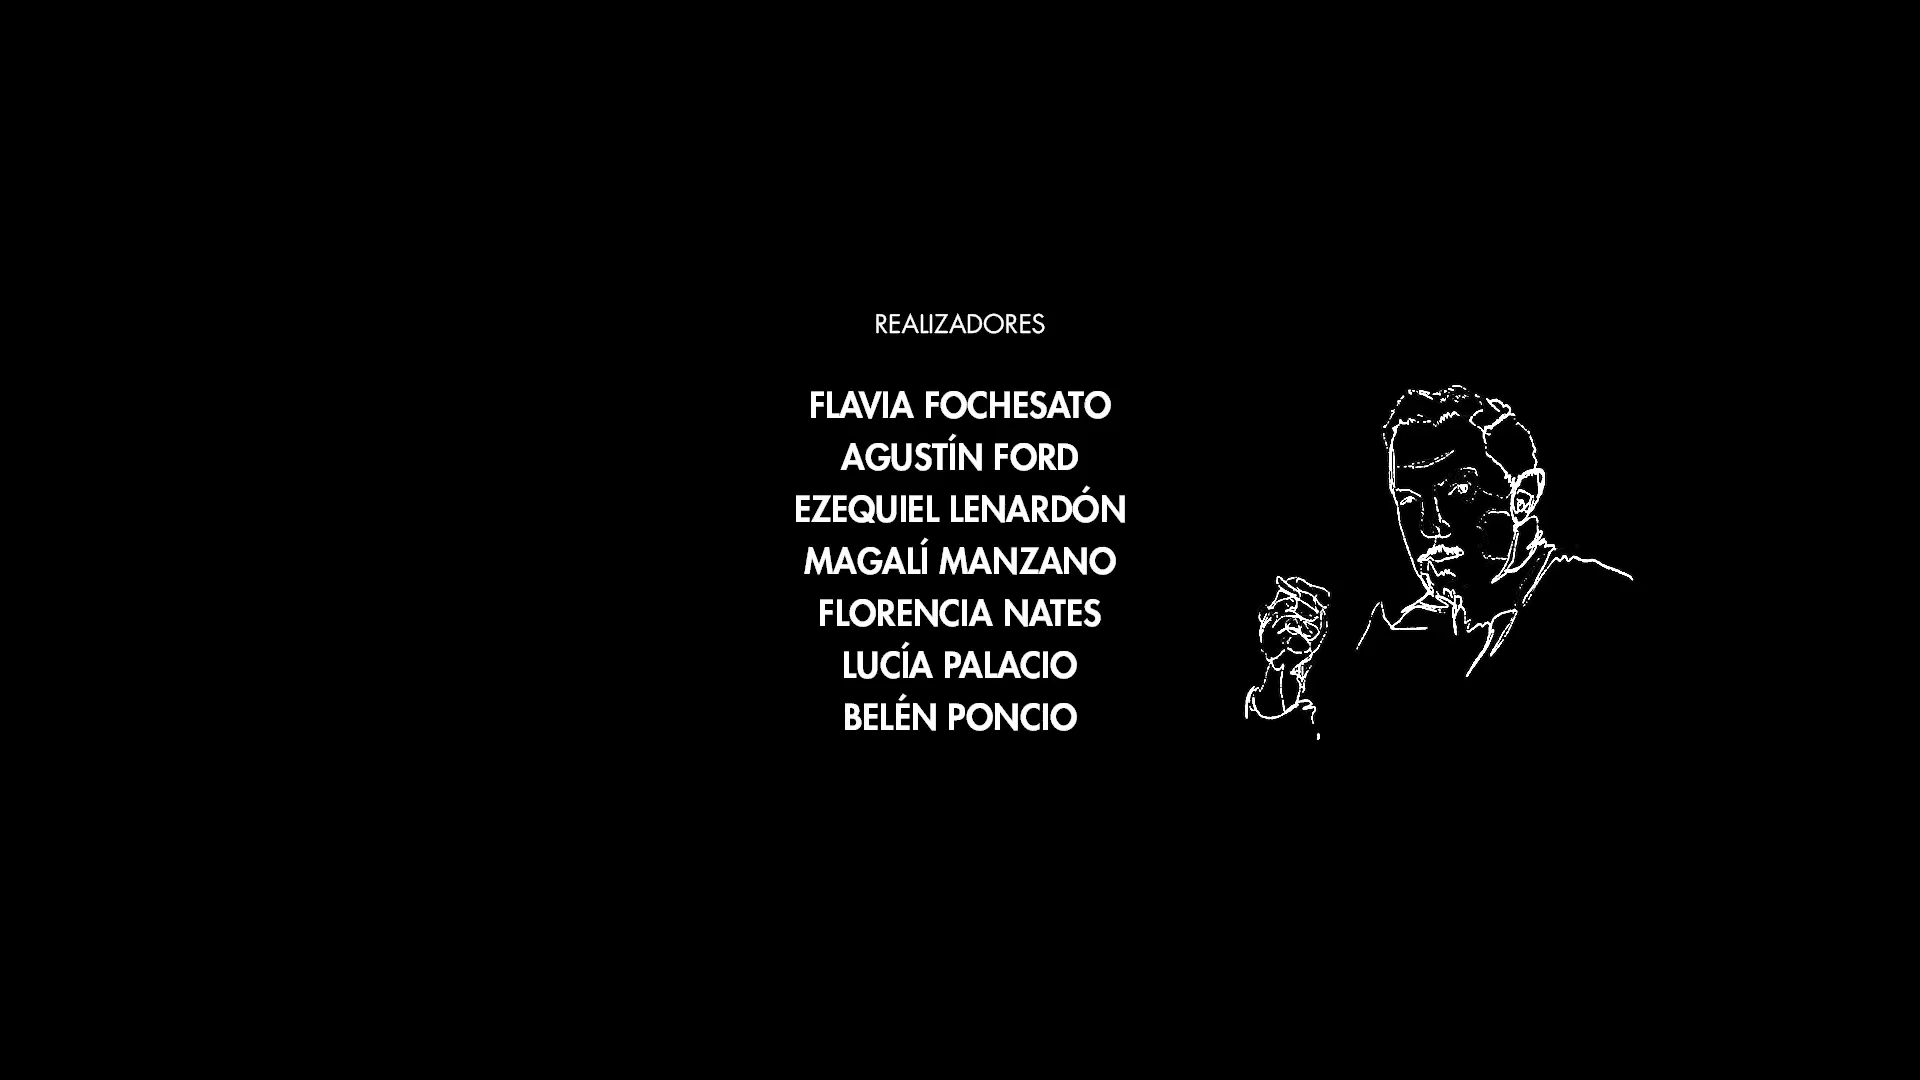 REALIZADORES
FLAVIA FOCHESATO
AGUSTÍN FORD
EZEQUIEL LENARDÓN
MAGALÍ MANZANO
FLORENCIA NATES
LUCÍA PALACIO
BELÉN PONCIO